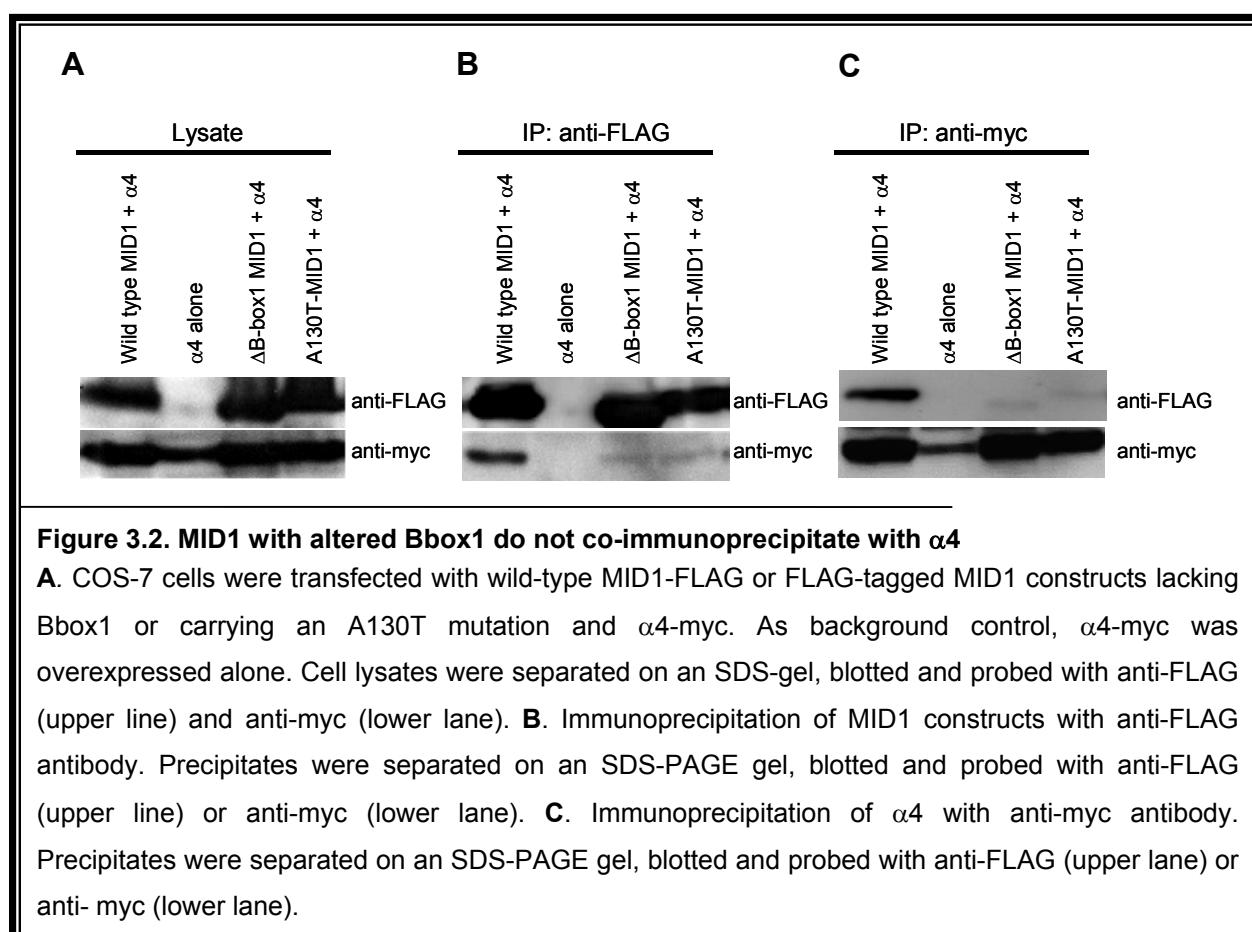 A
B
C
Lysate
IP: anti-FLAG
IP: anti-myc
Wild type MID1 + α4
α4 alone
ΔB-box1 MID1 + α4
A130T-MID1 + α4
Wild type MID1 + α4
α4 alone
ΔB-box1 MID1 + α4
A130T-MID1 + α4
Wild type MID1 + α4
α4 alone
ΔB-box1 MID1 + α4
A130T-MID1 + α4
anti-FLAG
anti-FLAG
anti-FLAG
anti-myc
anti-myc
anti-myc
Figure 3.2. MID1 with altered Bbox1 do not co-immunoprecipitate with α4
A. COS-7 cells were transfected with wild-type MID1-FLAG or FLAG-tagged MID1 constructs lacking
Bbox1 or carrying an A130T mutation and α4-myc. As background control, α4-myc was
overexpressed alone. Cell lysates were separated on an SDS-gel, blotted and probed with anti-FLAG
(upper line) and anti-myc (lower lane). B. Immunoprecipitation of MID1 constructs with anti-FLAG
antibody. Precipitates were separated on an SDS-PAGE gel, blotted and probed with anti-FLAG
(upper line) or anti-myc (lower lane). C. Immunoprecipitation of α4 with anti-myc antibody.
Precipitates were separated on an SDS-PAGE gel, blotted and probed with anti-FLAG (upper lane) or
anti- myc (lower lane).